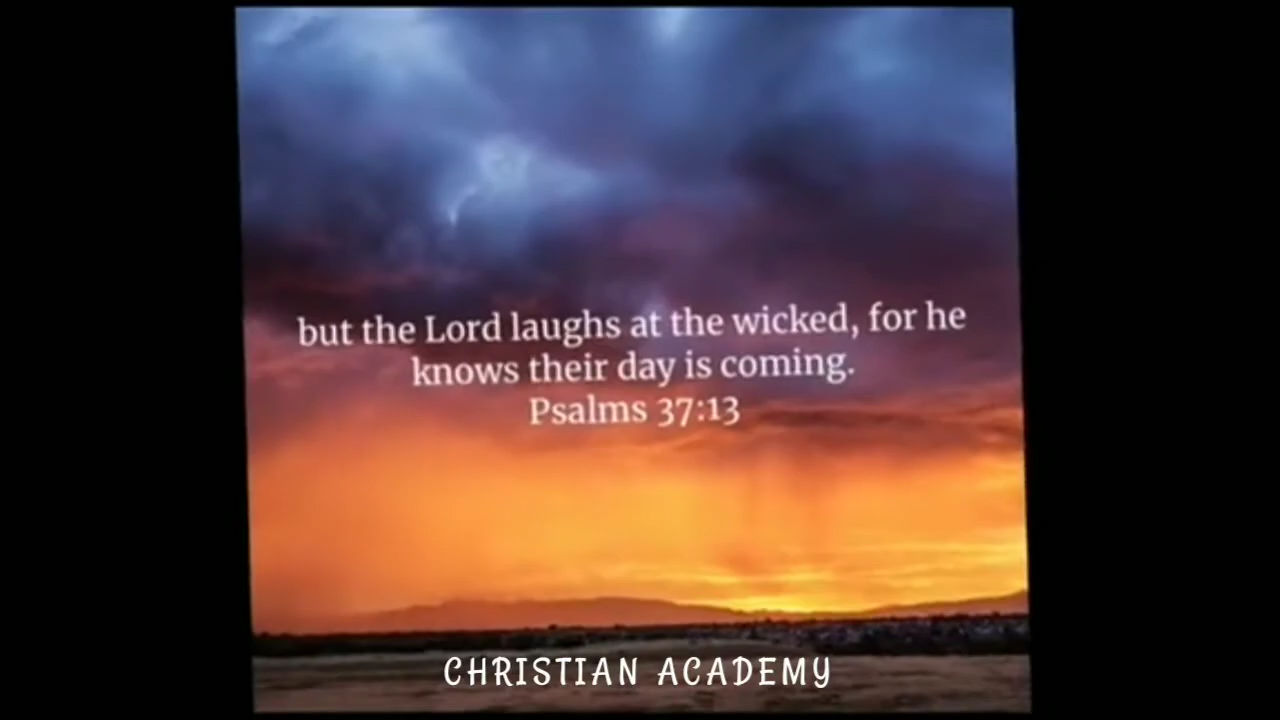 but the Lord laughs at the wicked, for he
knows their day is coming.
Psalms 37:13
CHRISTIAN ACADEMY